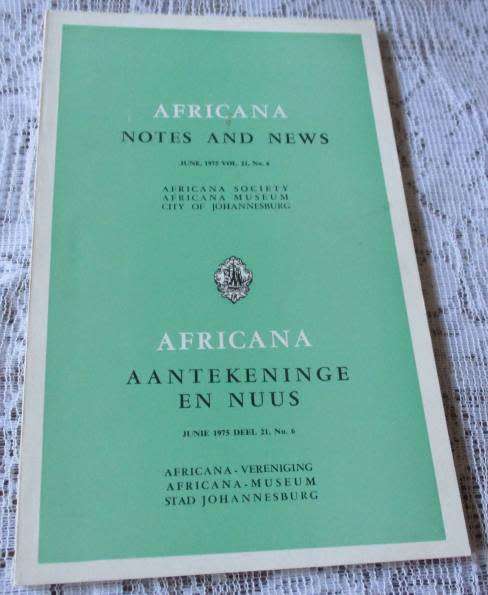 AFRICANA
NOTES AND NEWS
JUNE, 1975 VOL. 21, No. 6
AFRICANA SOCIETY
AFRICANA MUSEUM
CITY OF JOHANNESBURG
AFRICANA
AANTEKENINGE
EN NUUS
JUNIE 1975 DEEL 21, No. 6
AFRICANA-VERENIGING
AFRICANA-MUSEUM
STAD JOHANNESBURG